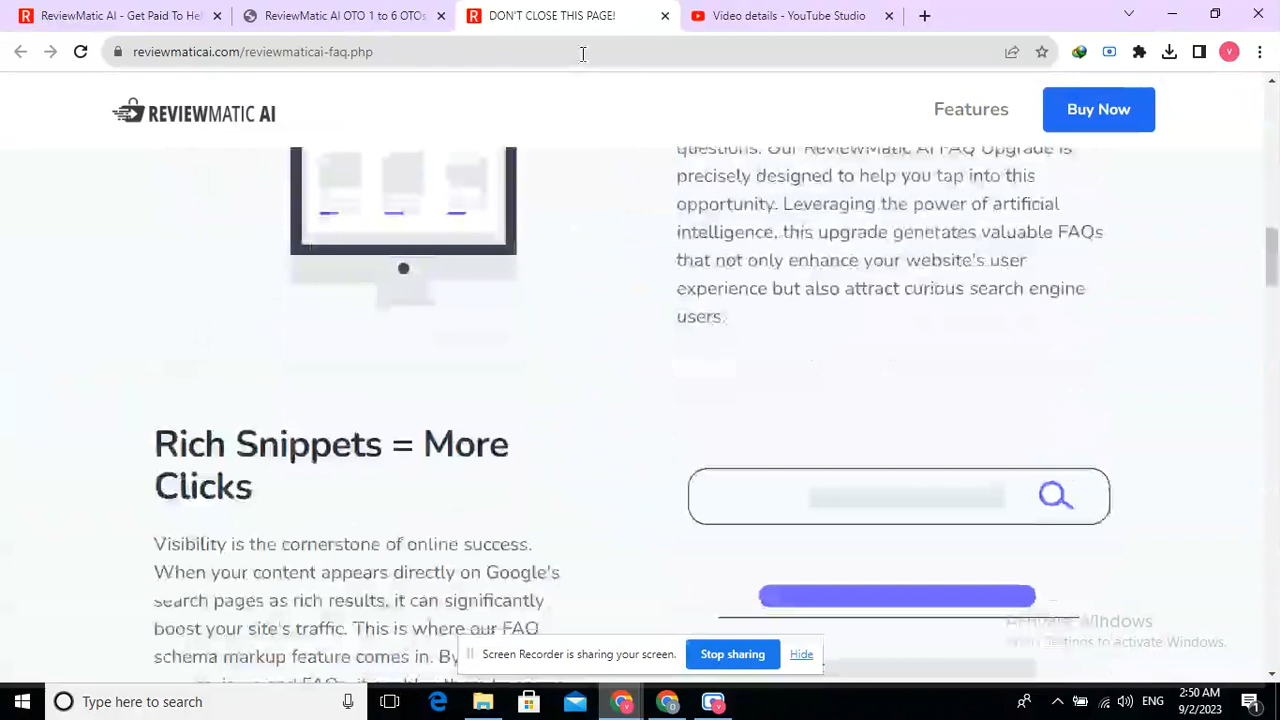 ReviewMatic AI - Get Paid To Hel
ReviewMatic AI OTO 1 to 6 OTOs
DON'T CLOSE THIS PAGE!
Video details - YouTube Studio
reviewmaticai.com/reviewmaticai-faq.php
V
REVIEWMATIC AI
Features
Buy Now
questions. Our ReviewMatic AI FAQ Upgrade is
precisely designed to help you tap into this
opportunity. Leveraging the power of artificial
intelligence, this upgrade generates valuable FAQs
that not only enhance your website's user
experience but also attract curious search engine
users.
Rich Snippets = More
Clicks
Visibility is the cornerstone of online success.
When your content appears directly on Google's
search pages as rich results, it can significantly
boost your site's traffic. This is where our FAQ
schema markup feature comes in. By
Activate Windows
Settings to activate Windows.
Screen Recorder is sharing your screen.
Stop sharing
Hide
Type here to search
ENG
2:50 AM
9/2/2023
1